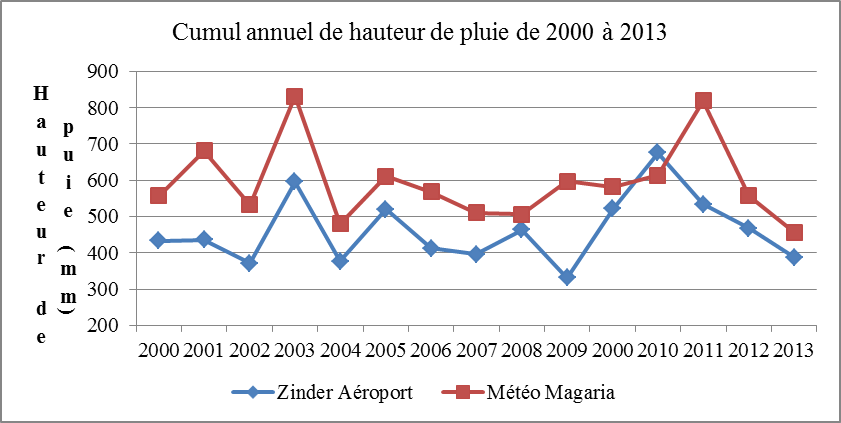 Cumul annuel de hauteur de pluie de 2000 à 2013
Hauteur de
puie (mm)
900
800
700
600
500
400
300
200
2000 2001 2002 2003 2004 2005 2006 2007 2008 2009 2000 2010 2011 2012 2013
Zinder Aéroport Météo Magaria